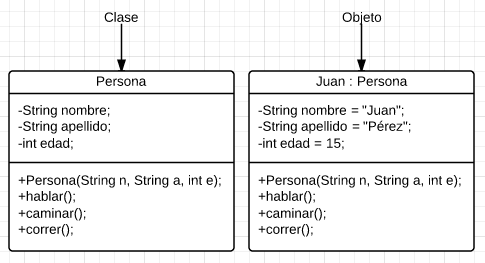 Clase
Persona
-String nombre;
-String apellido;
-int edad;
+Persona(String n, String a, int e);
+hablar();
+caminar();
+correr();
Objeto
Juan : Persona
-String nombre = "Juan";
-String apellido = "Pérez";
-int edad = 15;
+Persona(String n, String a, int e);
+hablar();
+caminar();
+correr();